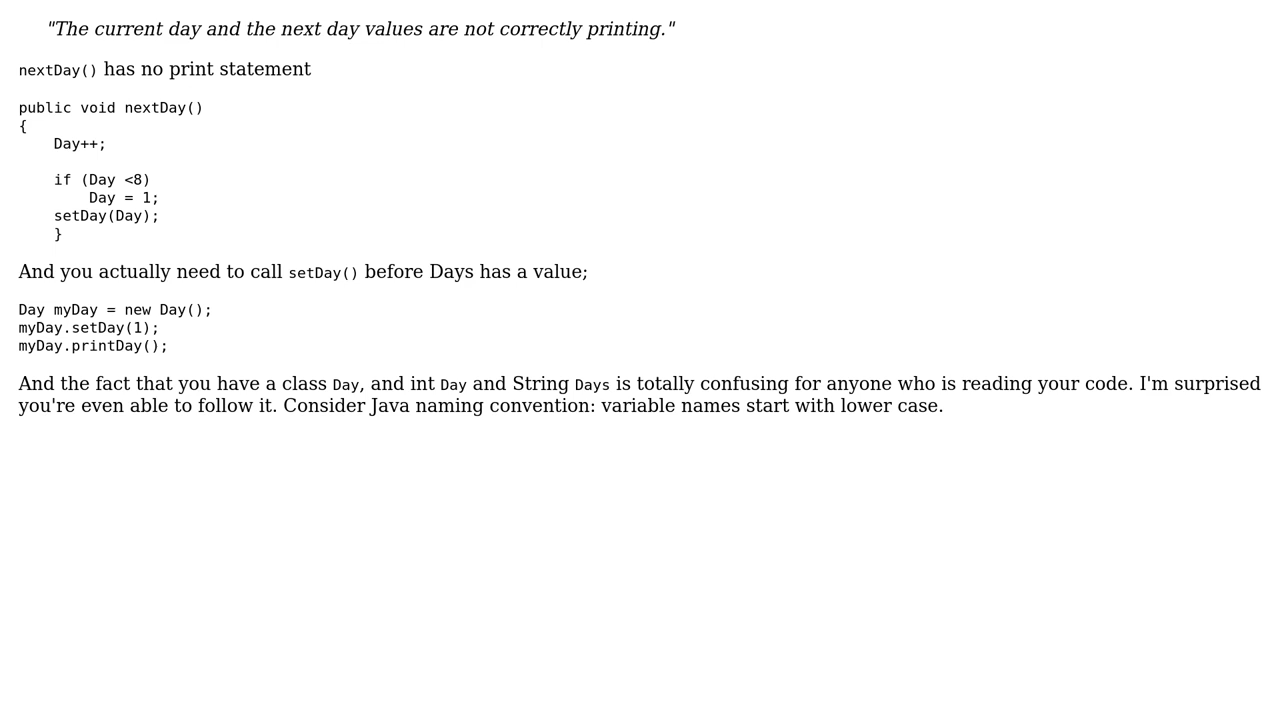 "The current day and the next day values are not correctly printing."
nextDay() has no print statement
public void nextDay()
{
    Day++;
    if (Day <8)
        Day = 1;
    setDay(Day);
    }
And you actually need to call setDay() before Days has a value;
Day myDay = new Day();
myDay.setDay(1);
myDay.printDay();
And the fact that you have a class Day, and int Day and String Days is totally confusing for anyone who is reading your code. I'm surprised
you're even able to follow it. Consider Java naming convention: variable names start with lower case.